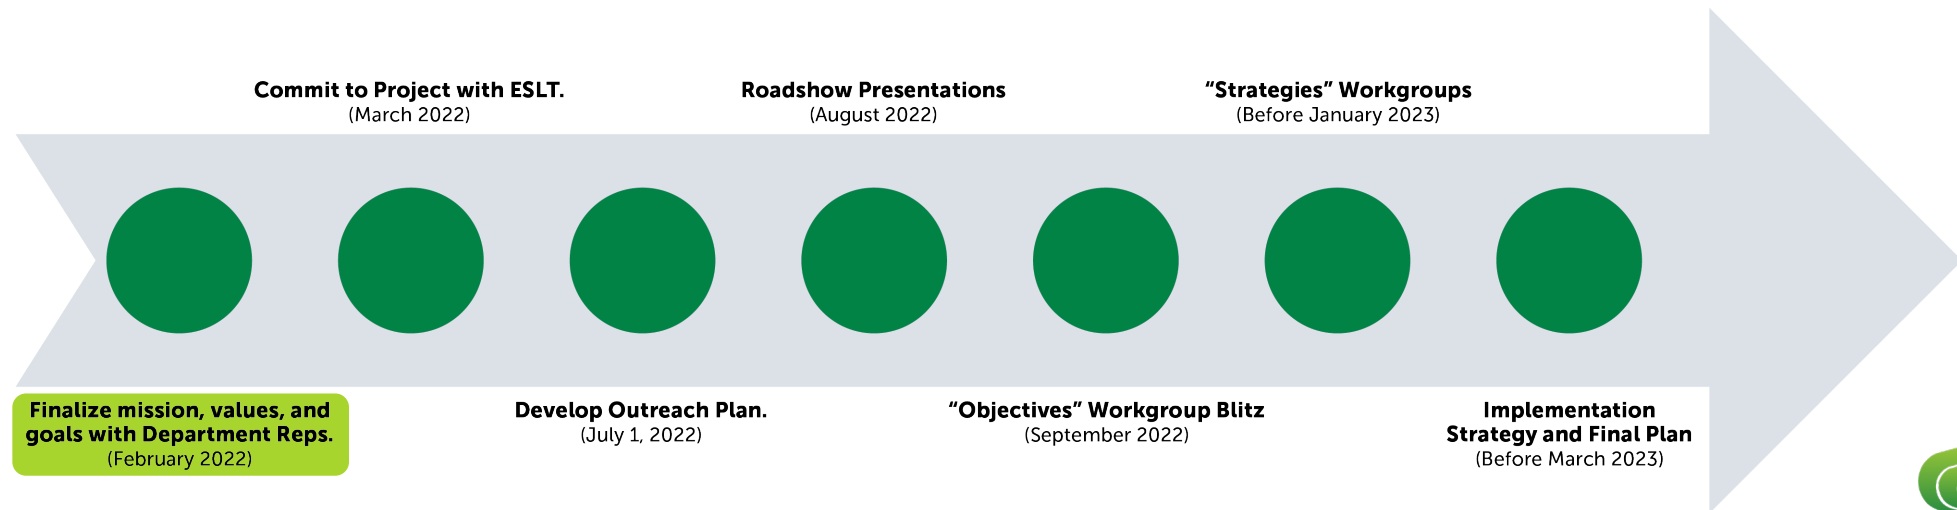 Commit to Project with ESLT.
(March 2022)
Roadshow Presentations
(August 2022)
“Strategies” Workgroups
(Before January 2023)
Finalize mission, values, and
goals with Department Reps.
(February 2022)
Develop Outreach Plan.
(July 1, 2022)
“Objectives” Workgroup Blitz
(September 2022)
Implementation
Strategy and Final Plan
(Before March 2023)